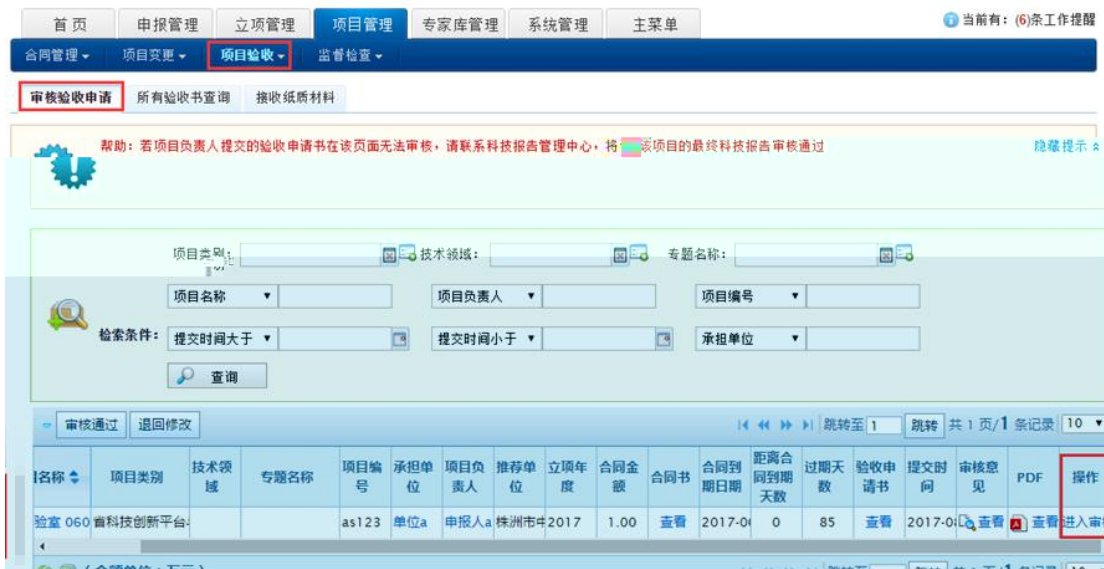 首页 申报管理 立项管理 项目管理 专家库管理 系统管理 主菜单 当前有：(6)条工作提醒
合同管理 项目变更 项目验收 监督检查
审核验收申请 所有验收书查询 接收纸质材料
帮助：若项目负责人提交的验收申请书在该页面无法审核，请联系科技报告管理中心，将 该项目的最终科技报告审核通过 隐藏提示
项目类别： 技术领域： 专题名称：
项目名称 项目负责人 项目编号
检索条件： 提交时间大于 提交时间小于 承担单位
查询
审核通过 退回修改 跳转至 1 跳转 共 1 页/1 条记录 10
名称 项目类别 技术领域 专题名称 项目编号 承担单位 项目负责人 推荐单位 立项年度 合同金额 合同书 合同到期日期 距离合同到期天数 过期天数 验收申请书 提交时间 审核意见 PDF 操作
验室 060 省科技创新平台 as123 单位a 申报人a 株洲市 2017 1.00 查看 2017-0 0 85 查看 2017-0 查看 查看 进入审